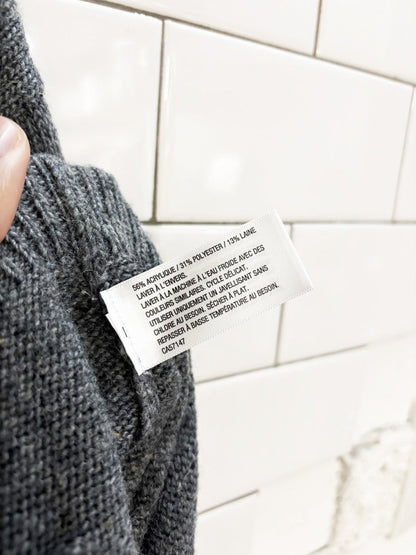 56% ACRYLIQUE / 31% POLYESTER / 13% LAINE
LAVER À L'ENVERS.
LAVER À LA MACHINE À L'EAU FROIDE AVEC DES
COULEURS SIMILAIRES. CYCLE DÉLICAT.
UTILISER UNIQUEMENT UN JAVELLISANT SANS
CHLORE AU BESOIN. SÉCHER À PLAT.
REPASSER À BASSE TEMPÉRATURE AU BESOIN.
CA57147